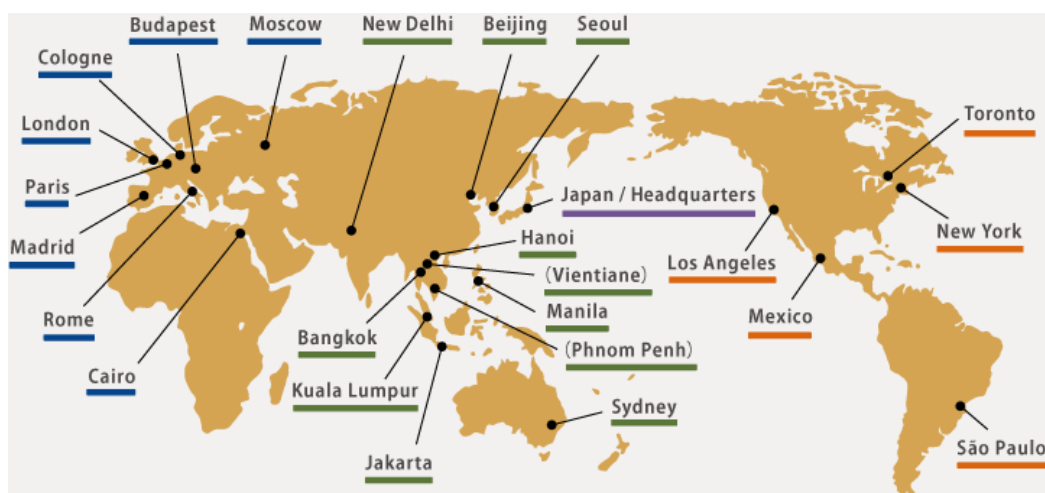 Budapest
Moscow
New Delhi
Beijing
Seoul
Cologne
London
Toronto
Paris
Japan / Headquarters
New York
Madrid
Hanoi
Los Angeles
(Vientiane)
Rome
Manila
Mexico
Bangkok
(Phnom Penh)
Cairo
Kuala Lumpur
Sydney
Jakarta
São Paulo